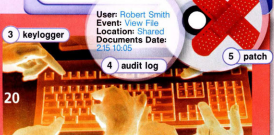 User: Robert Smith
Event: View File
Location: Shared
Documents Date:
2.15 10:05
3 keylogger
4 audit log
5 patch
20